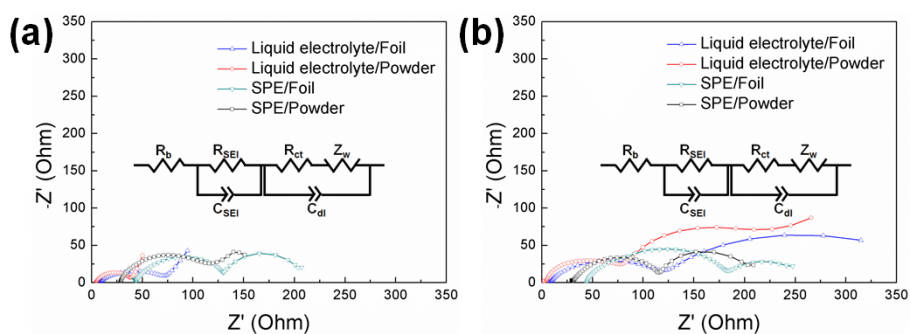 (a)
350
300
250
200
150
100
50
0
-Z' (Ohm)
Liquid electrolyte/Foil
Liquid electrolyte/Powder
SPE/Foil
SPE/Powder
Rb
RSEI
Rct
Zw
CSEI
Cdl
0 50 100 150 200 250 300 350
Z' (Ohm)
(b)
350
300
250
200
150
100
50
0
-Z' (Ohm)
Liquid electrolyte/Foil
Liquid electrolyte/Powder
SPE/Foil
SPE/Powder
Rb
RSEI
Rct
Zw
CSEI
Cdl
0 50 100 150 200 250 300 350
Z' (Ohm)